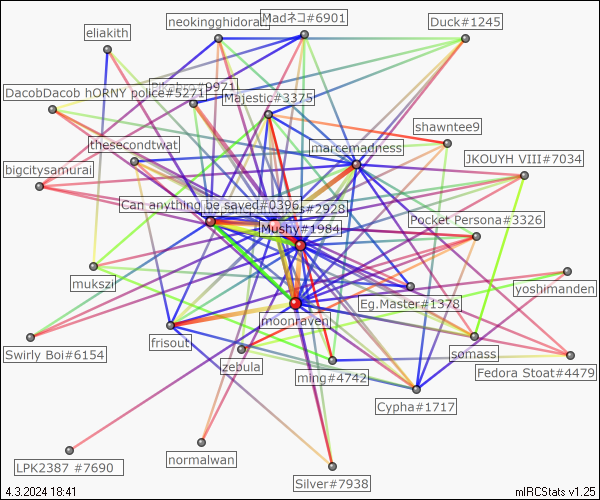 Madネコ#6901
neokingghidora
Duck#1245
eliakith
#9971
DacobDacob hORNY police#5271
Majestic#3375
shawntee9
thesecondtwat
marcemadness
JKOUYH VIII#7034
bigcitysamurai
Can anything be saved#0396
#2928
Pocket Persona#3326
Mushy#1984
mukszi
yoshimanden
Eg.Master#1378
moonraven
frisout
Swirly Boi#6154
somass
zebula
ming#4742
Fedora Stoat#4479
Cypha#1717
normalwan
LPK2387 #7690
Silver#7938
4.3.2024 18:41
mIRCStats v1.25